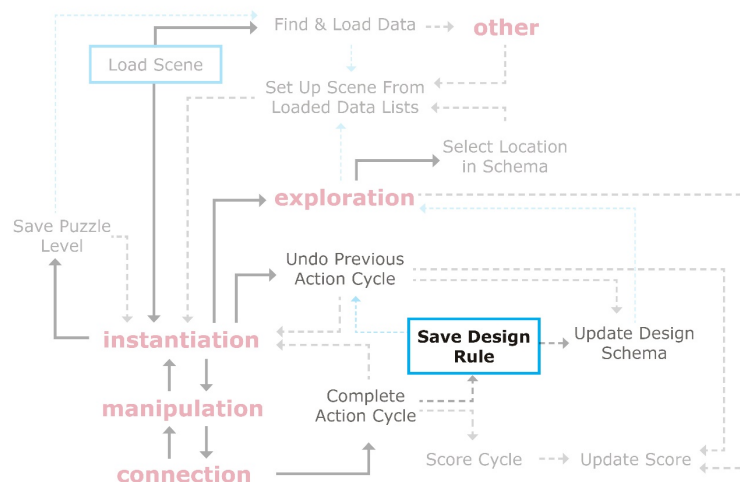 Find & Load Data
other
Load Scene
Set Up Scene From
Loaded Data Lists
Select Location
in Schema
exploration
Save Puzzle
Level
Undo Previous
Action Cycle
instantiation
Save Design
Rule
Update Design
Schema
manipulation
Complete
Action Cycle
connection
Score Cycle
Update Score